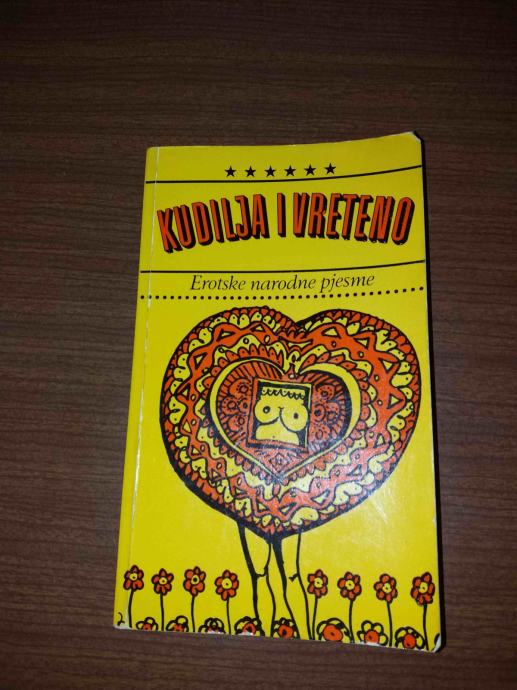 KUDILJA I VRETENO
Erotske narodne pjesme